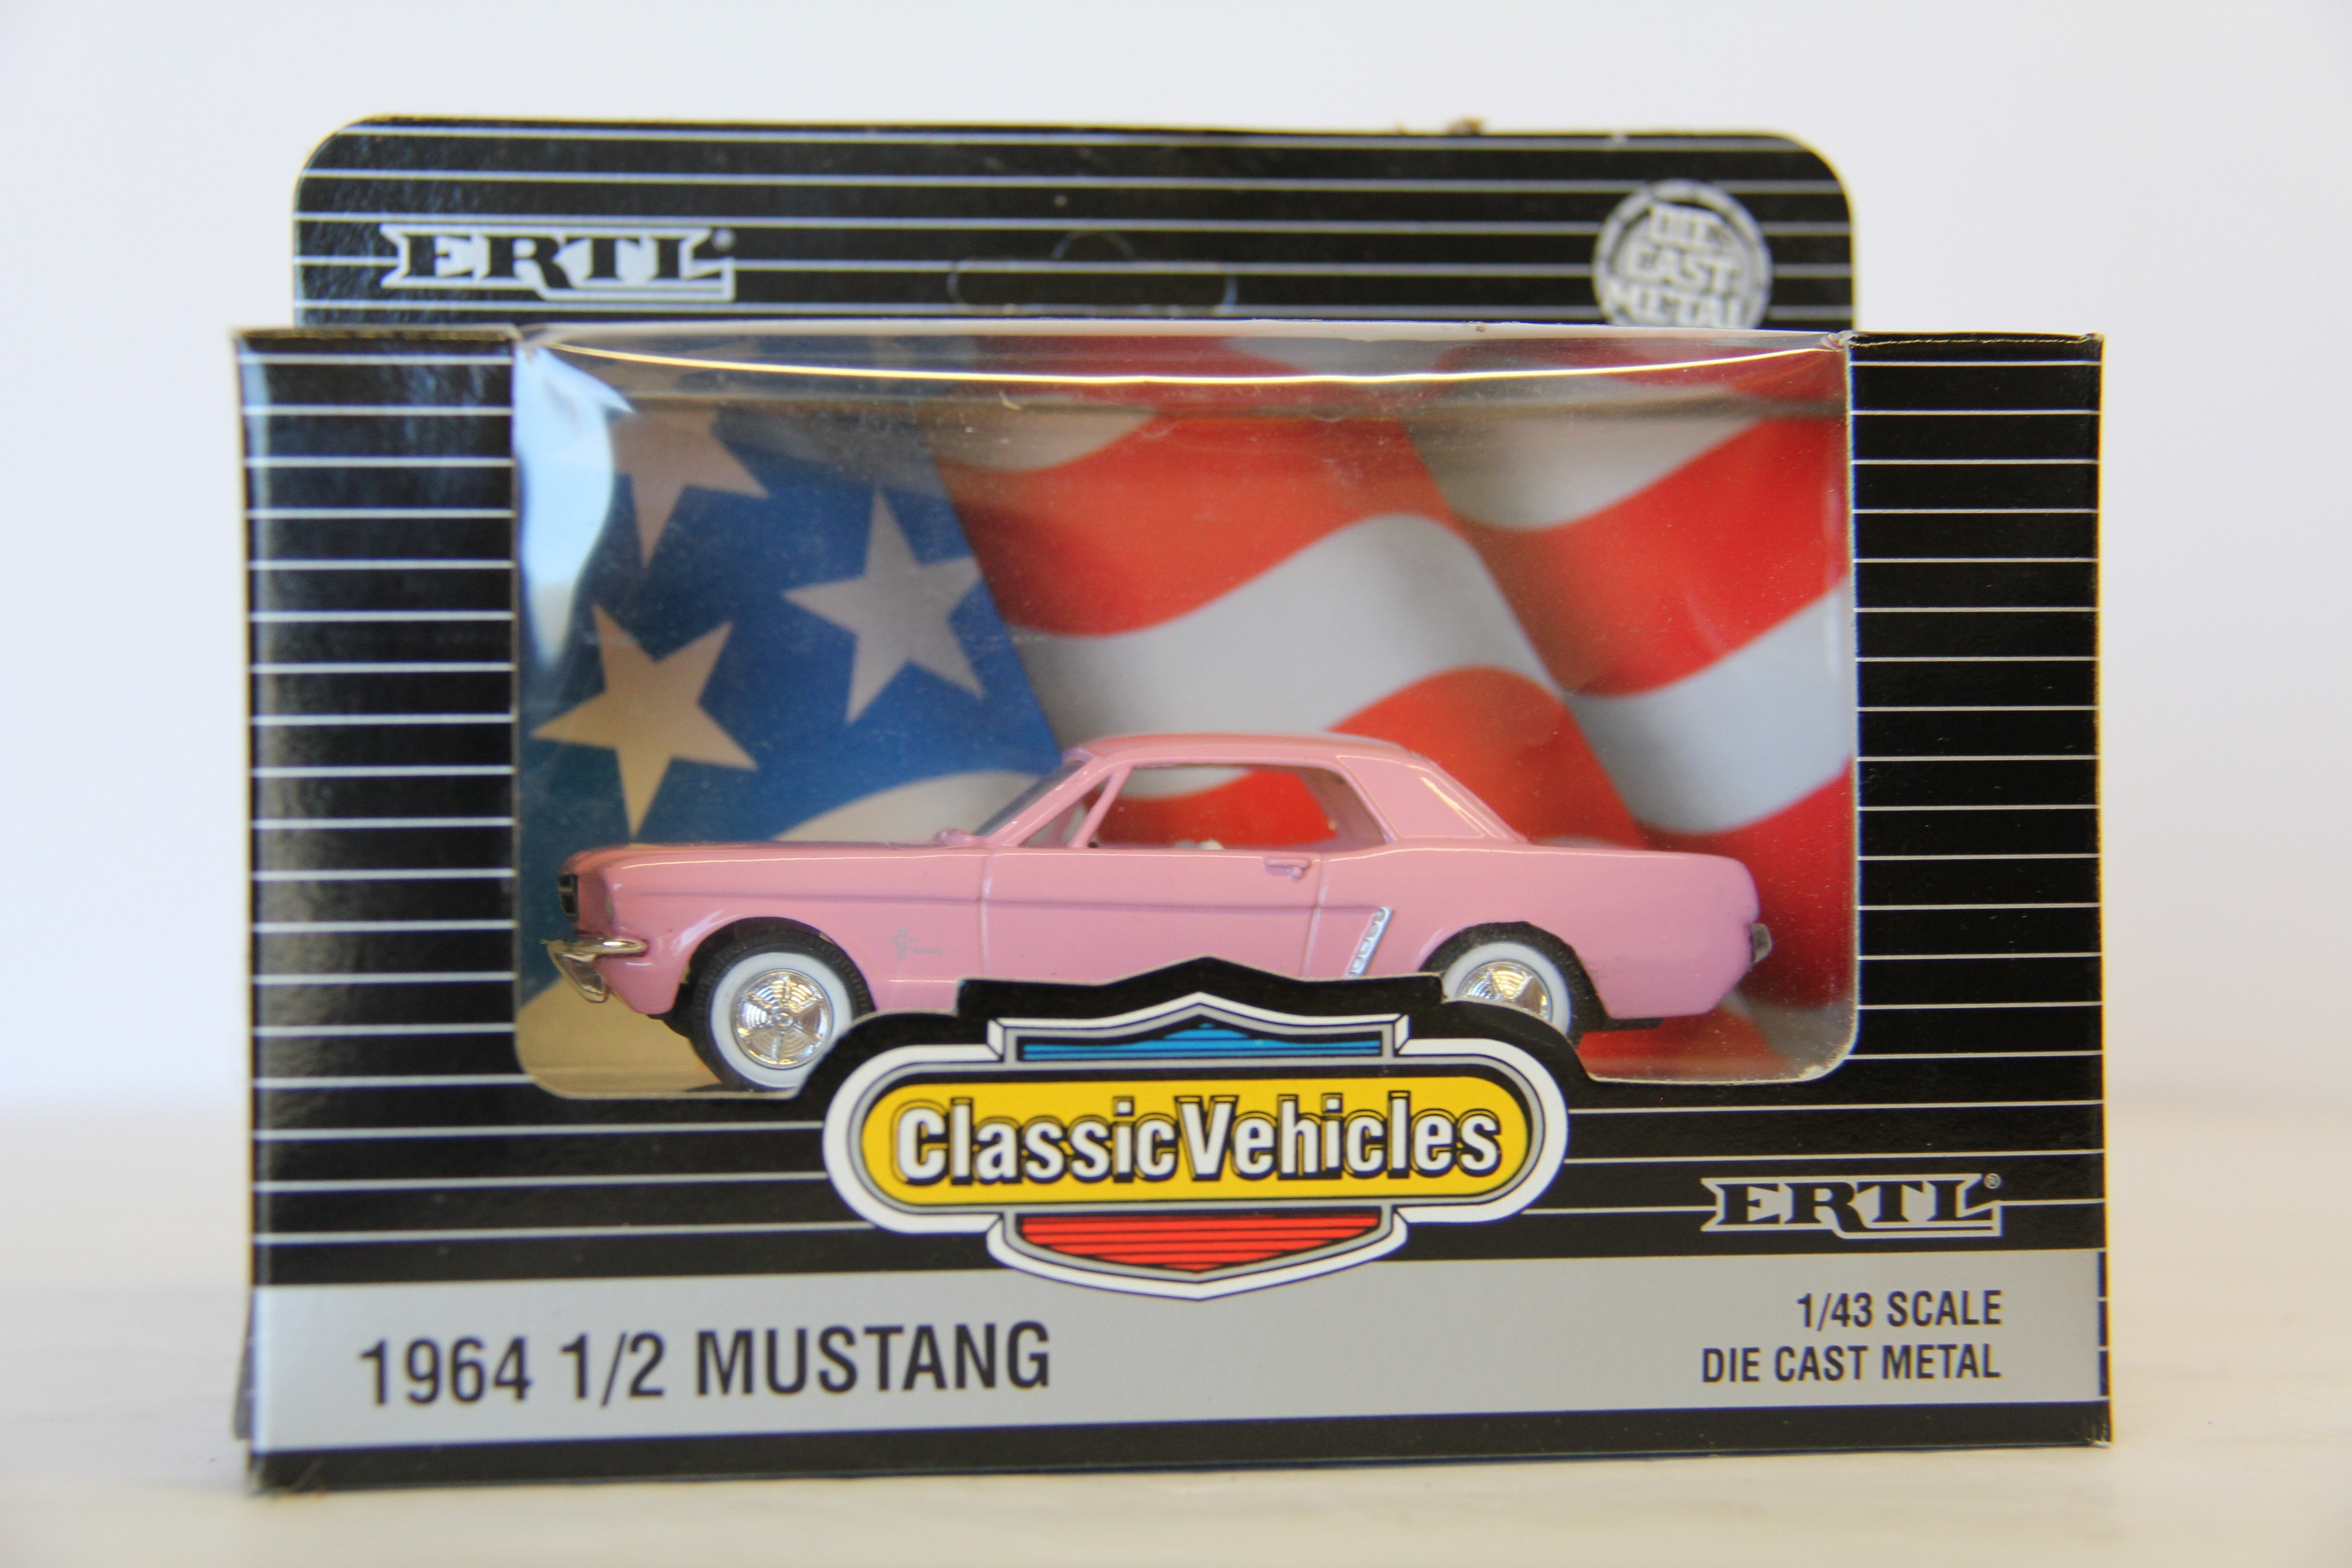 ERTL®
DIE
CAST
METAL
ClassicVehicles
ERTL®
1964 1/2 MUSTANG
1/43 SCALE
DIE CAST METAL